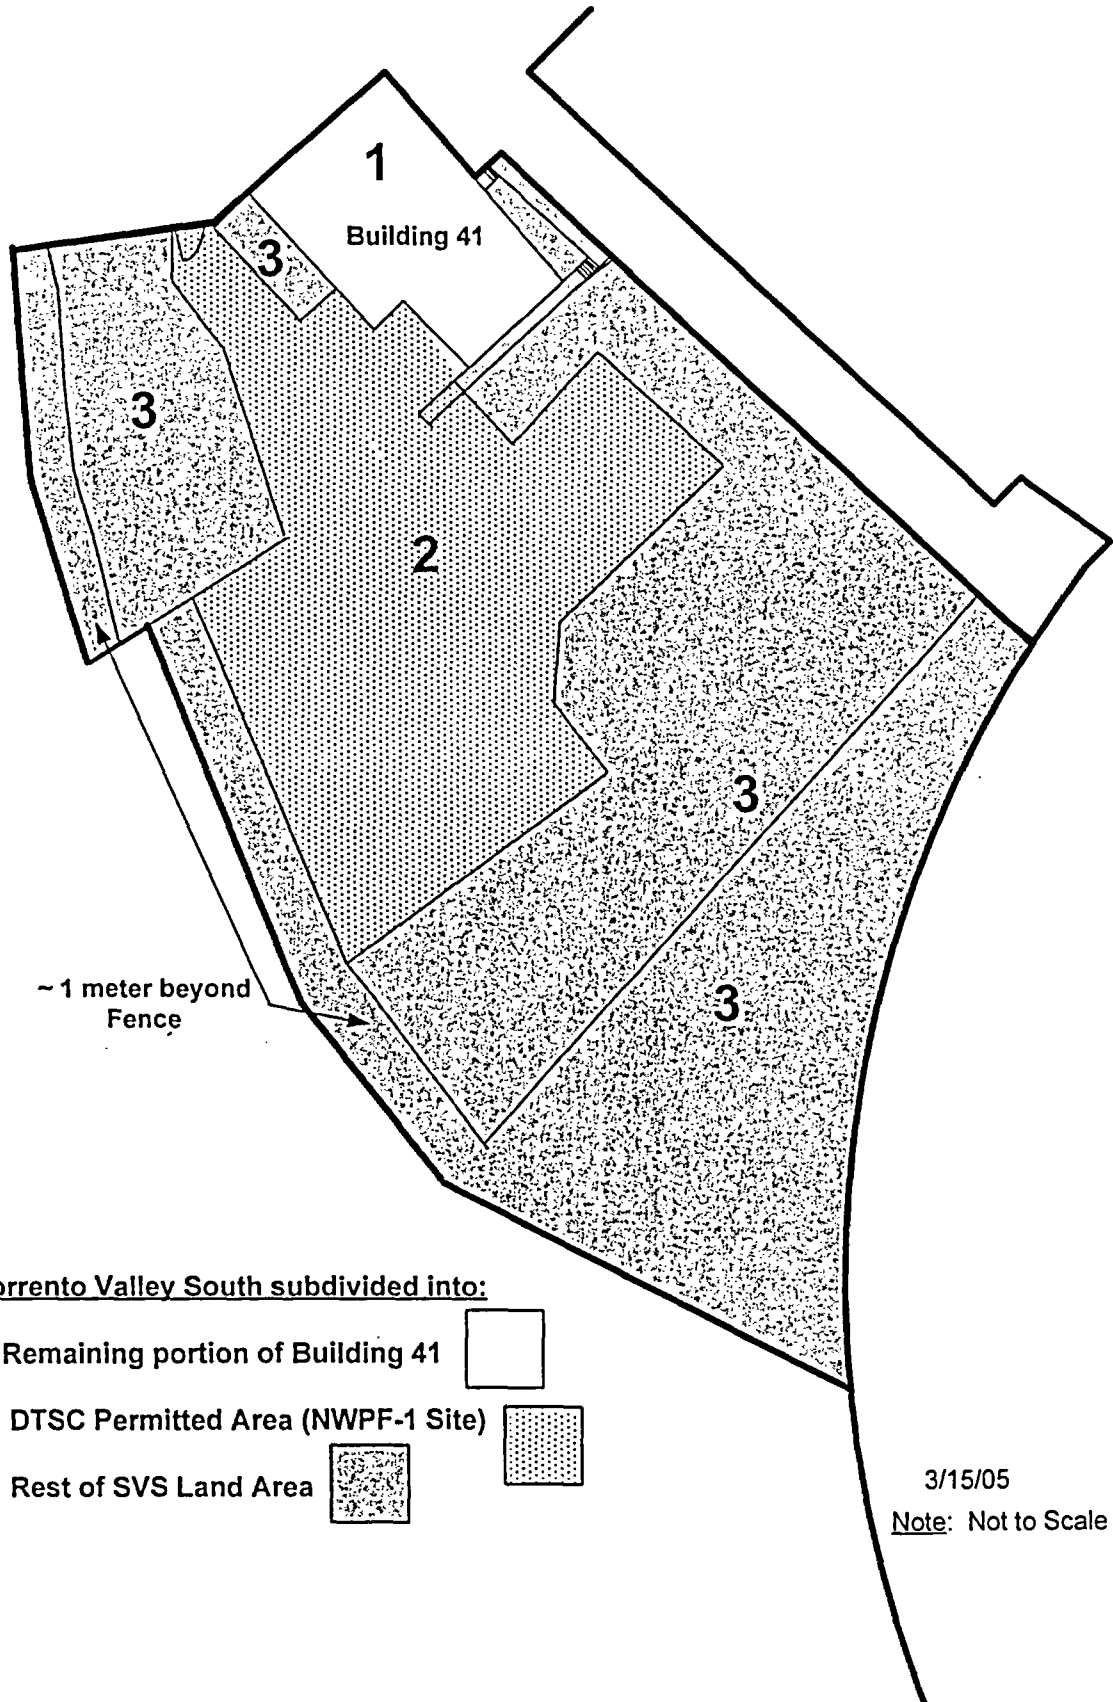 1
Building 41
3
3
2
3
3
~ 1 meter beyond
Fence
orrento Valley South subdivided into:
Remaining portion of Building 41
DTSC Permitted Area (NWPF-1 Site)
Rest of SVS Land Area
3/15/05
Note: Not to Scale